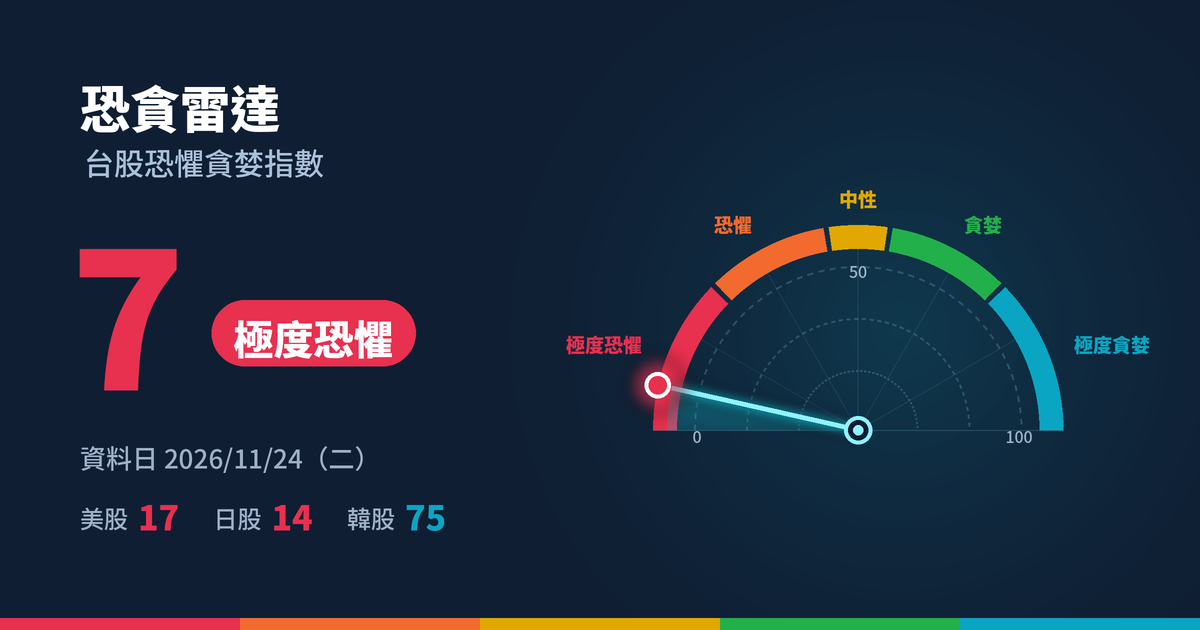 恐貪雷達
台股恐懼貪婪指數
7 極度恐懼
資料日 2026/11/24（二）
美股 17 日股 14 韓股 75
中性
恐懼 貪婪
50
極度恐懼 極度貪婪
0 100